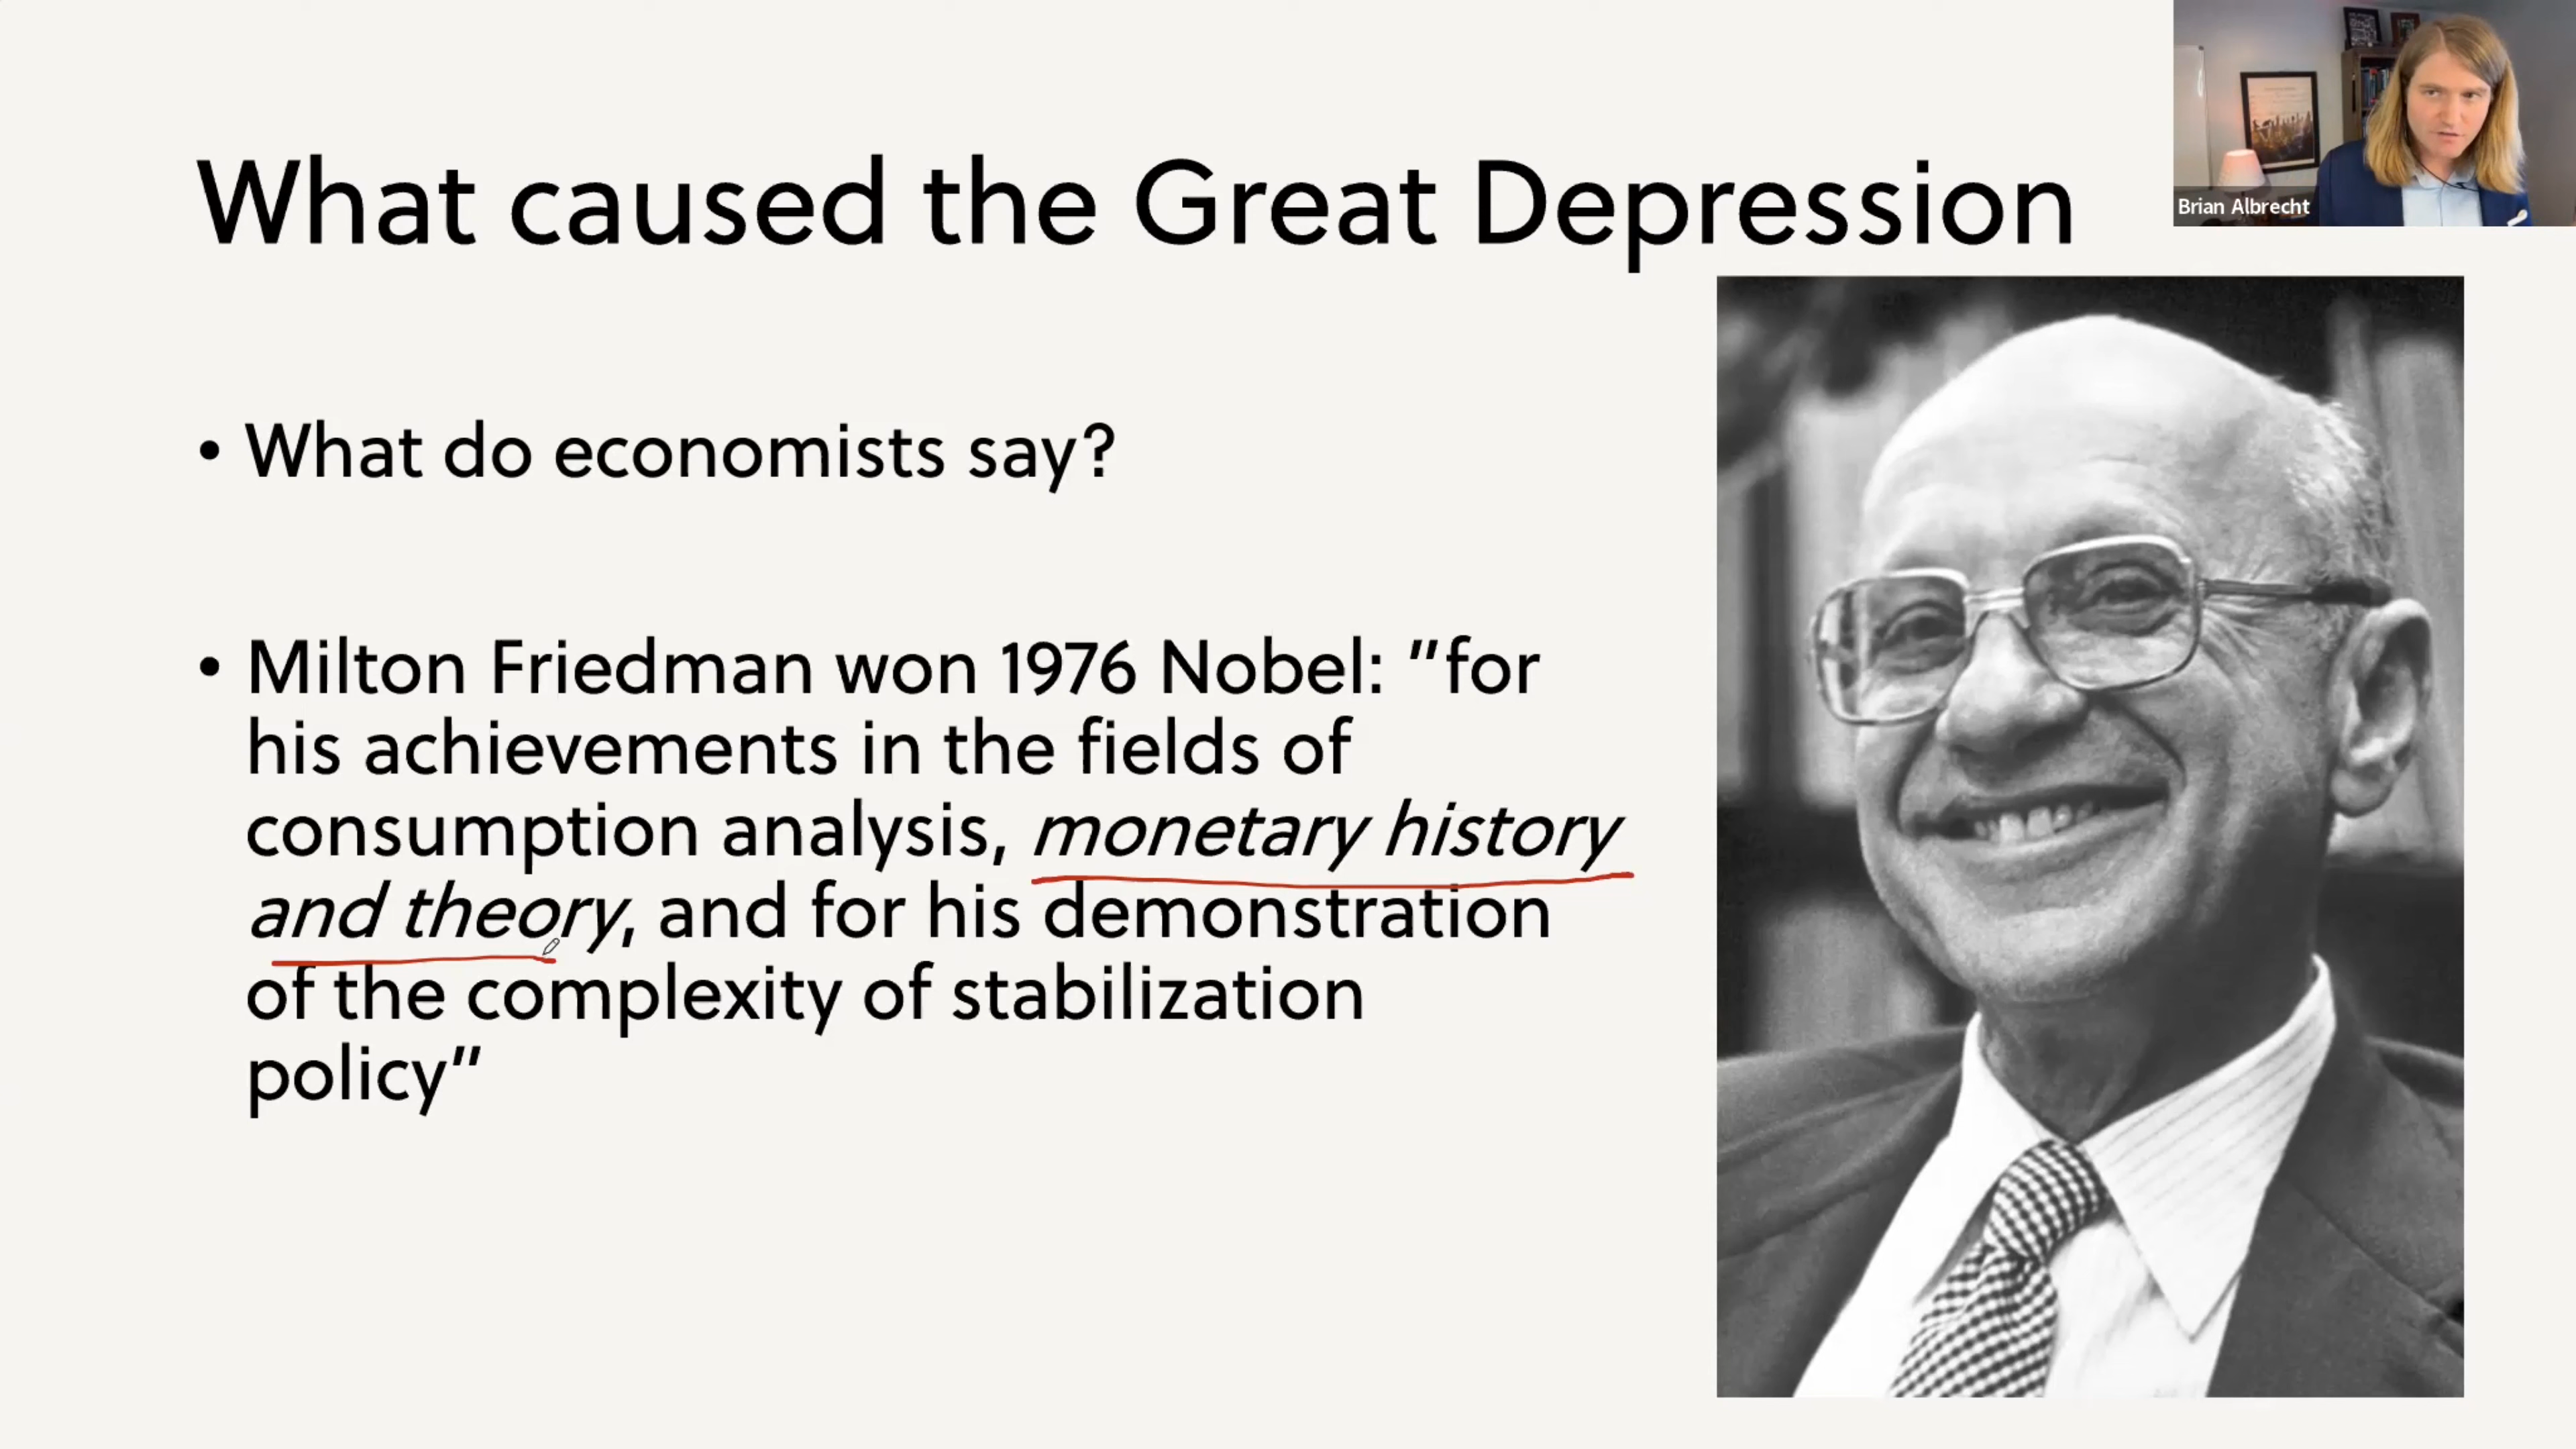 What caused the Great Depression
Brian Albrecht
• What do economists say?
• Milton Friedman won 1976 Nobel: "for
his achievements in the fields of
consumption analysis, monetary history
and theory, and for his demonstration
of the complexity of stabilization
policy"